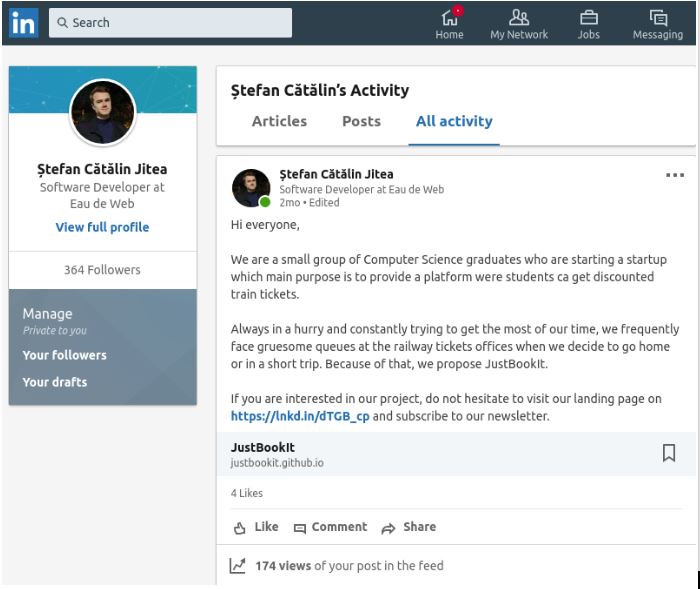 in
Search
Home
My Network
Jobs
Messaging
Ștefan Cătălin Jitea
Software Developer at
Eau de Web
View full profile
364 Followers
Manage
Private to you
Your followers
Your drafts
Ștefan Cătălin’s Activity
Articles
Posts
All activity
Ștefan Cătălin Jitea
Software Developer at Eau de Web
2mo • Edited
Hi everyone,
We are a small group of Computer Science graduates who are starting a startup
which main purpose is to provide a platform were students ca get discounted
train tickets.
Always in a hurry and constantly trying to get the most of our time, we frequently
face gruesome queues at the railway tickets offices when we decide to go home
or in a short trip. Because of that, we propose JustBookIt.
If you are interested in our project, do not hesitate to visit our landing page on
https://lnkd.in/dTGB_cp and subscribe to our newsletter.
JustBookIt
justbookit.github.io
4 Likes
Like
Comment
Share
174 views of your post in the feed